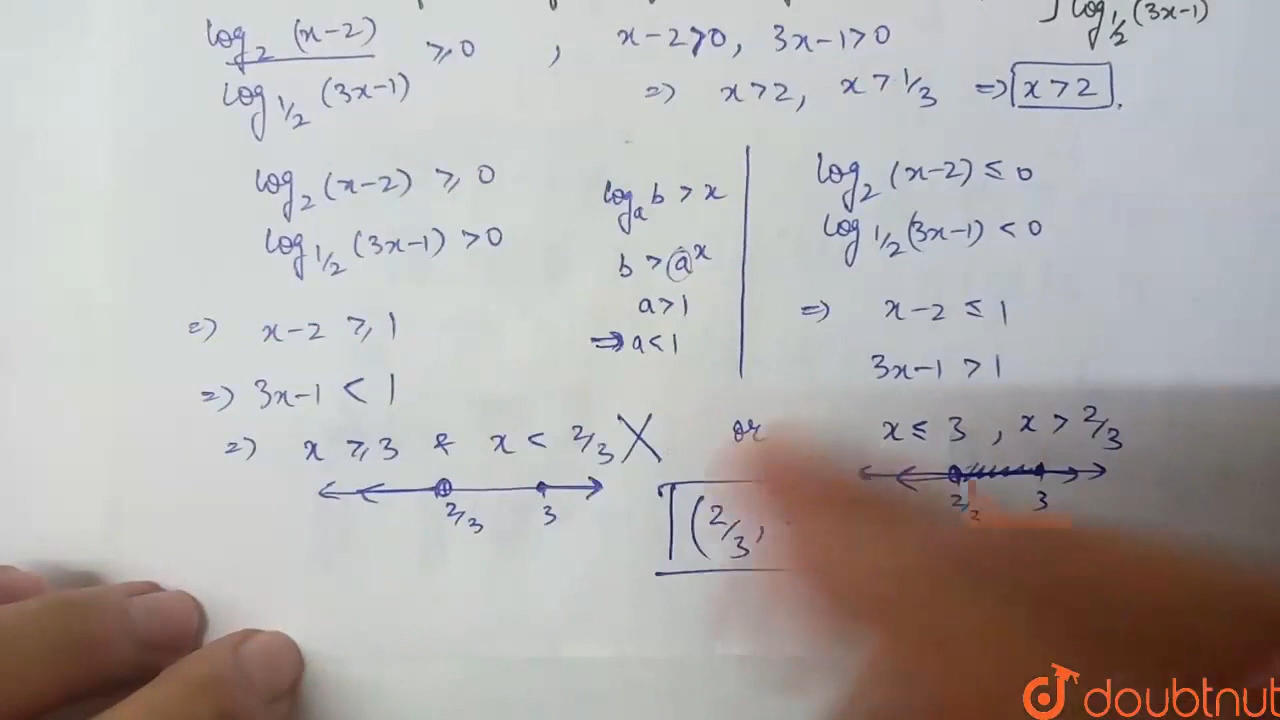 √ log_{1/2} (3x-1)
log_2 (x-2) / log_{1/2} (3x-1) ⩾ 0 , x-2>0, 3x-1>0
=> x>2, x>1/3 => x>2.
log_2 (x-2) ⩾ 0
log_{1/2} (3x-1) >0
=> x-2 ⩾ 1
=> 3x-1 < 1
=> x ⩾ 3 & x < 2/3 X
2/3 3
log_a b > x
b > a^x
a>1
=> a<1
or
log_2 (x-2) ≤ 0
log_{1/2} (3x-1) < 0
=> x-2 ≤ 1
3x-1 > 1
x ≤ 3 , x > 2/3
3
(2/3,
doubtnut